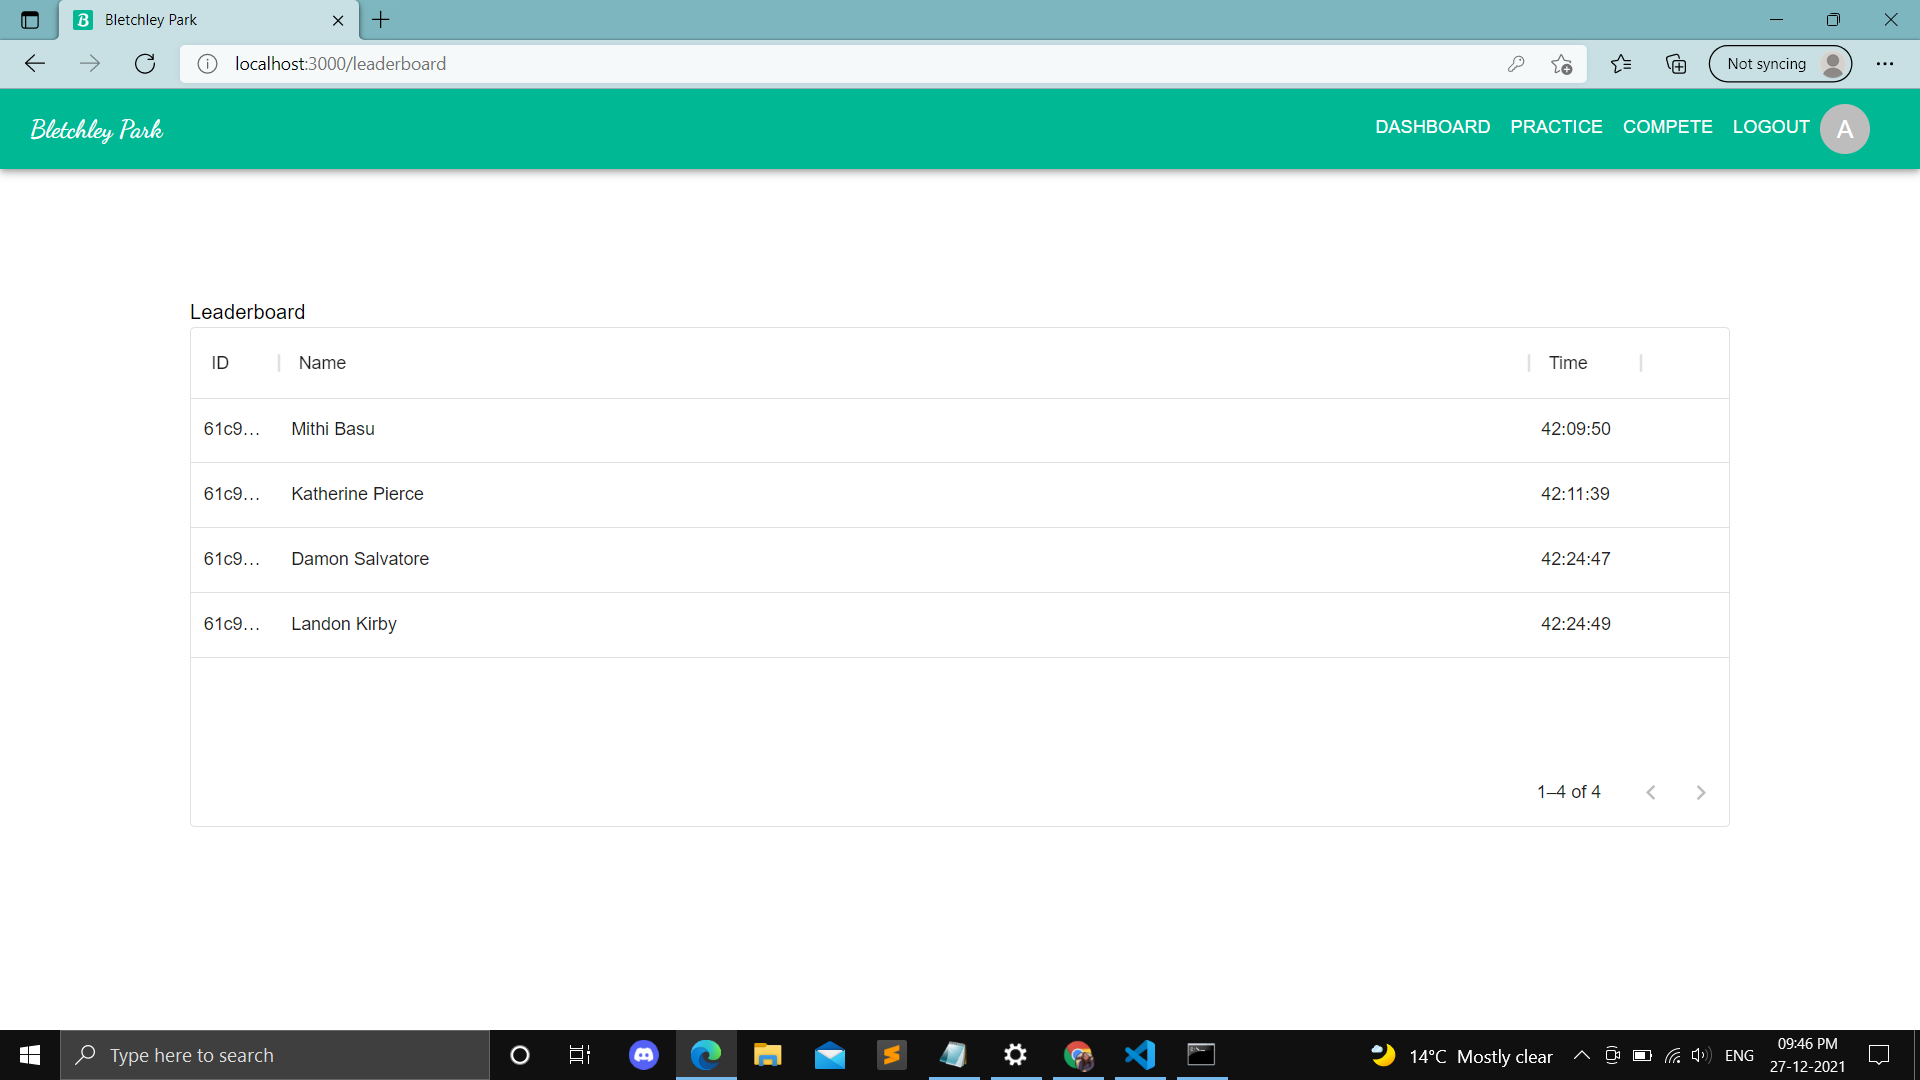 Bletchley Park
localhost:3000/leaderboard
Not syncing
Bletchley Park
DASHBOARD PRACTICE COMPETE LOGOUT A
Leaderboard
ID Name Time
61c9... Mithi Basu 42:09:50
61c9... Katherine Pierce 42:11:39
61c9... Damon Salvatore 42:24:47
61c9... Landon Kirby 42:24:49
1–4 of 4
Type here to search
14°C Mostly clear
ENG
09:46 PM
27-12-2021